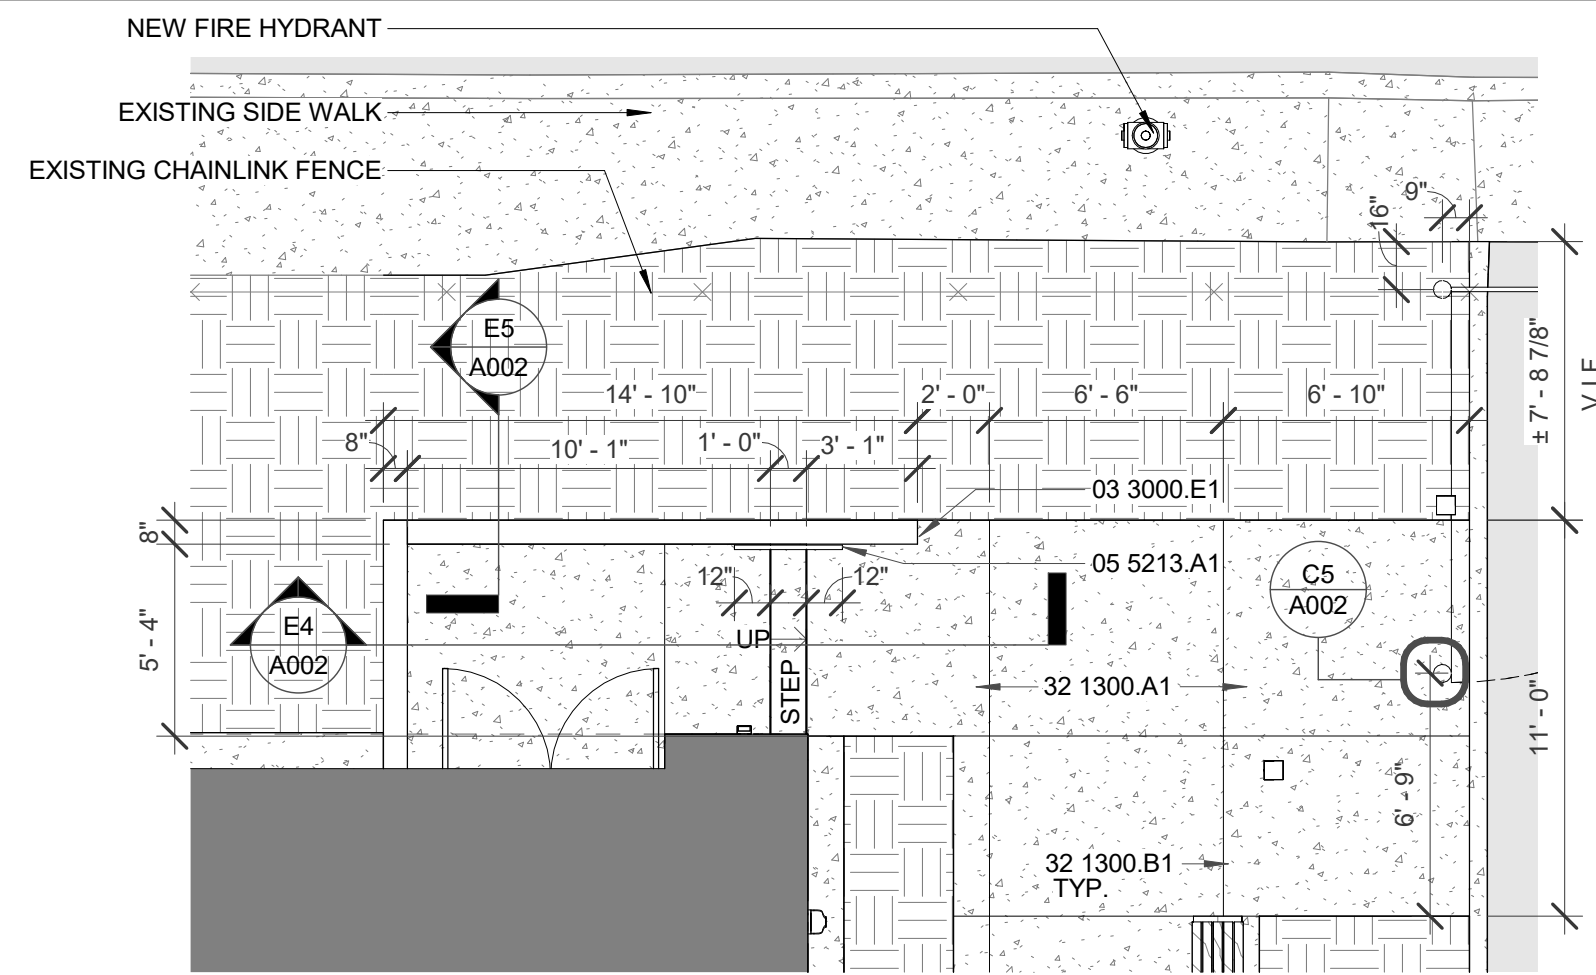 NEW FIRE HYDRANT
EXISTING SIDE WALK
EXISTING CHAINLINK FENCE
9"
16"
E5
A002
14' - 10"
2' - 0"
6' - 6"
6' - 10"
± 7' - 8 7/8"
8"
10' - 1"
1' - 0"
3' - 1"
03 3000.E1
8"
05 5213.A1
12"
12"
C5
A002
E4
A002
5' - 4"
UP
STEP
32 1300.A1
11' - 0"
6' - 9"
32 1300.B1
TYP.